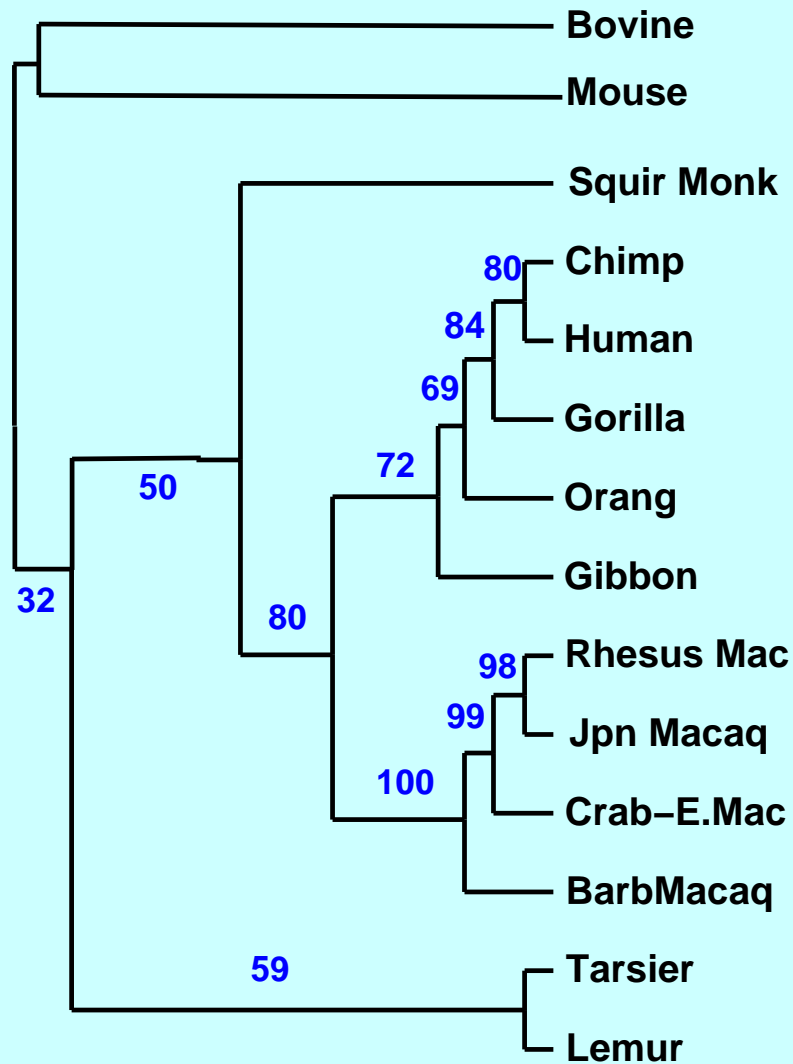 Bovine
Mouse
Squir Monk
80 Chimp
84 Human
69 Gorilla
72
50 Orang
Gibbon
32 80
98 Rhesus Mac
99 Jpn Macaq
100 Crab–E.Mac
BarbMacaq
59 Tarsier
Lemur